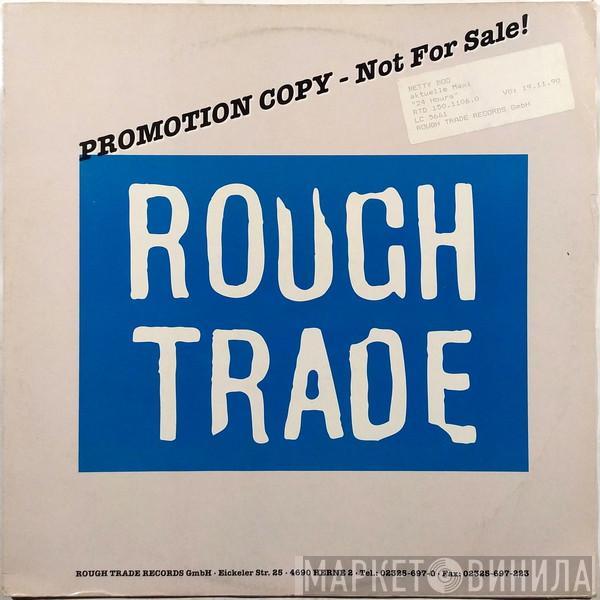 PROMOTION COPY - Not For Sale!
BETTY BOO
aktuelle Maxi
"24 Hours" VÖ: 19.11.90
RTD 150.1106.0
LC 5661
ROUGH TRADE RECORDS GmbH
ROUGH
TRADE
ROUGH TRADE RECORDS GmbH · Eickeler Str. 25 · 4690 HERNE 2 · Tel.: 02325-697-0 · Fax: 02325-697-223
МАРКЕТ ВИНИЛА